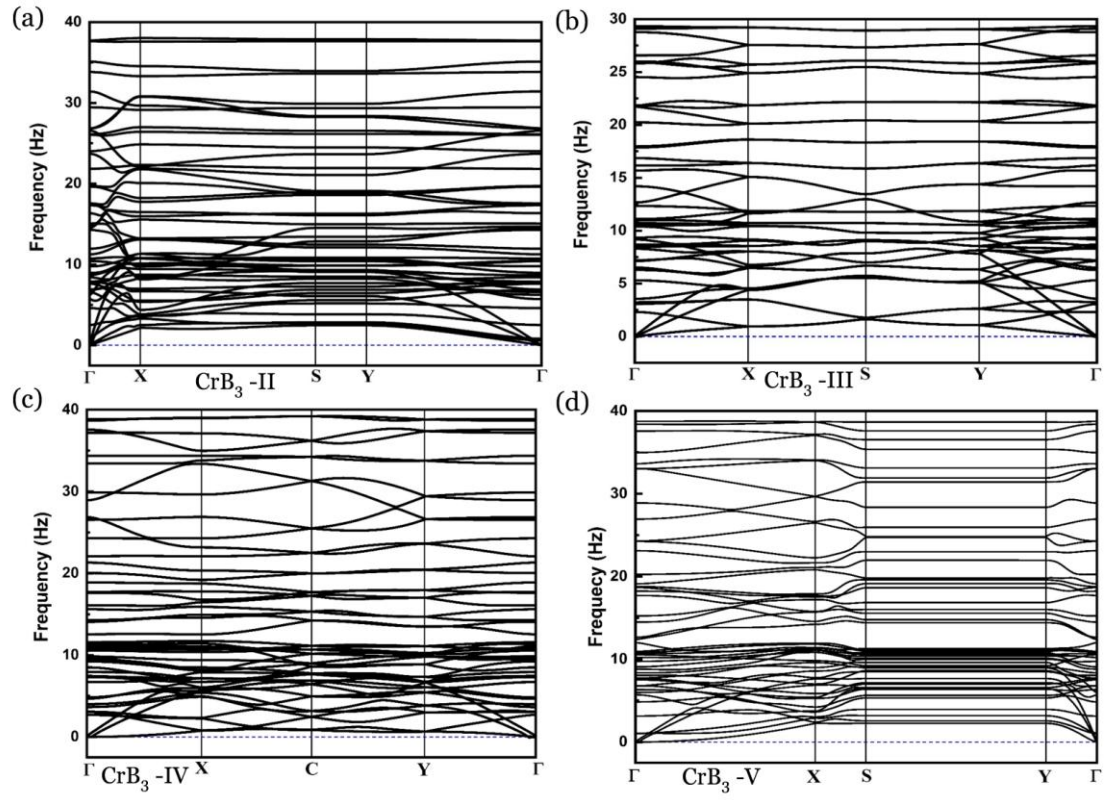 (a)
40
30
20
10
0
Frequency (Hz)
Γ X S Y Γ
CrB₃ -II
(b)
30
25
20
15
10
5
0
Frequency (Hz)
Γ X S Y Γ
CrB₃ -III
(c)
40
30
20
10
0
Frequency (Hz)
Γ X C Y Γ
CrB₃ -IV
(d)
40
30
20
10
0
Frequecy (Hz)
Γ X S Y Γ
CrB₃ -V